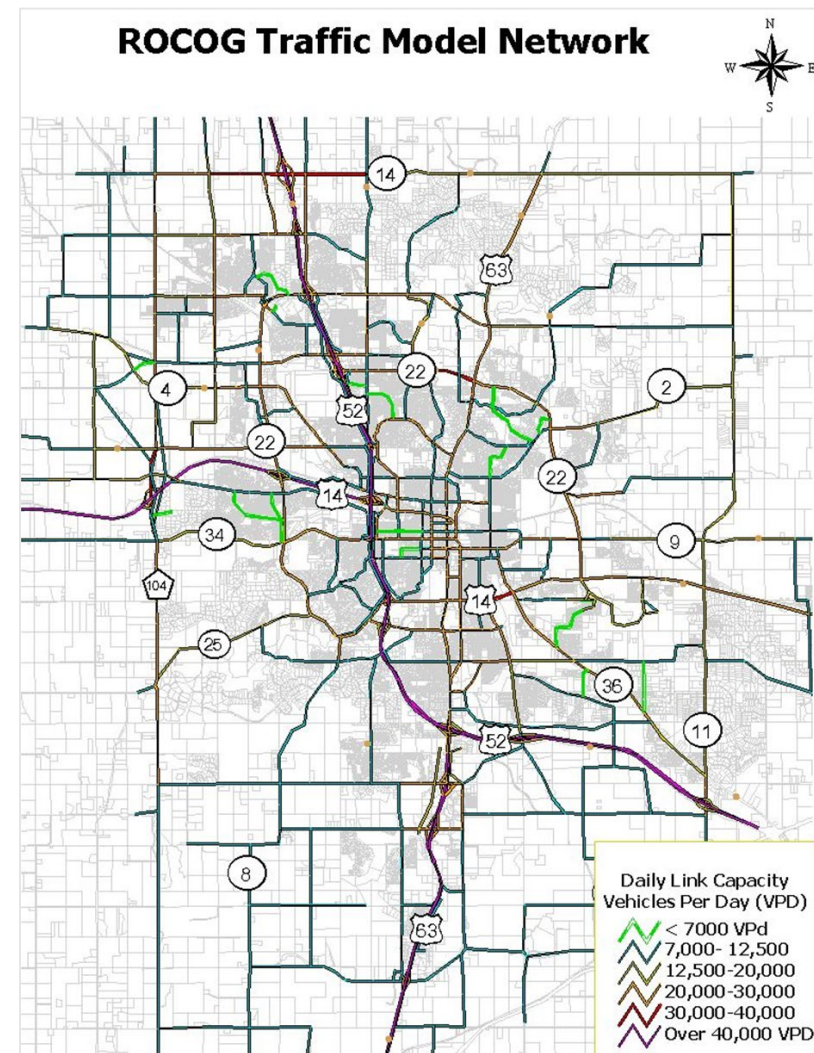 ROCOG Traffic Model Network
N
W E
S
14
63
22
4
2
52
22
22
14
34
9
104
14
25
36
11
52
8
63
Daily Link Capacity
Vehicles Per Day (VPD)
< 7000 VPd
7,000- 12,500
12,500-20,000
20,000-30,000
30,000-40,000
Over 40,000 VPD